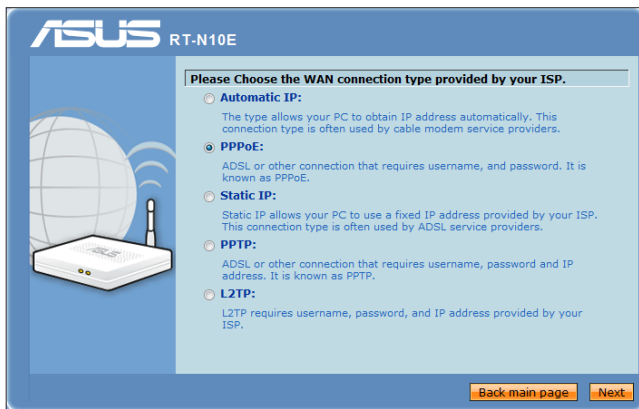 ASUS RT-N10E
Please Choose the WAN connection type provided by your ISP.
Automatic IP:
The type allows your PC to obtain IP address automatically. This
connection type is often used by cable modem service providers.
PPPoE:
ADSL or other connection that requires username, and password. It is
known as PPPoE.
Static IP:
Static IP allows your PC to use a fixed IP address provided by your ISP.
This connection type is often used by ADSL service providers.
PPTP:
ADSL or other connection that requires username, password and IP
address. It is known as PPTP.
L2TP:
L2TP requires username, password, and IP address provided by your
ISP.
ASUS
Back main page Next